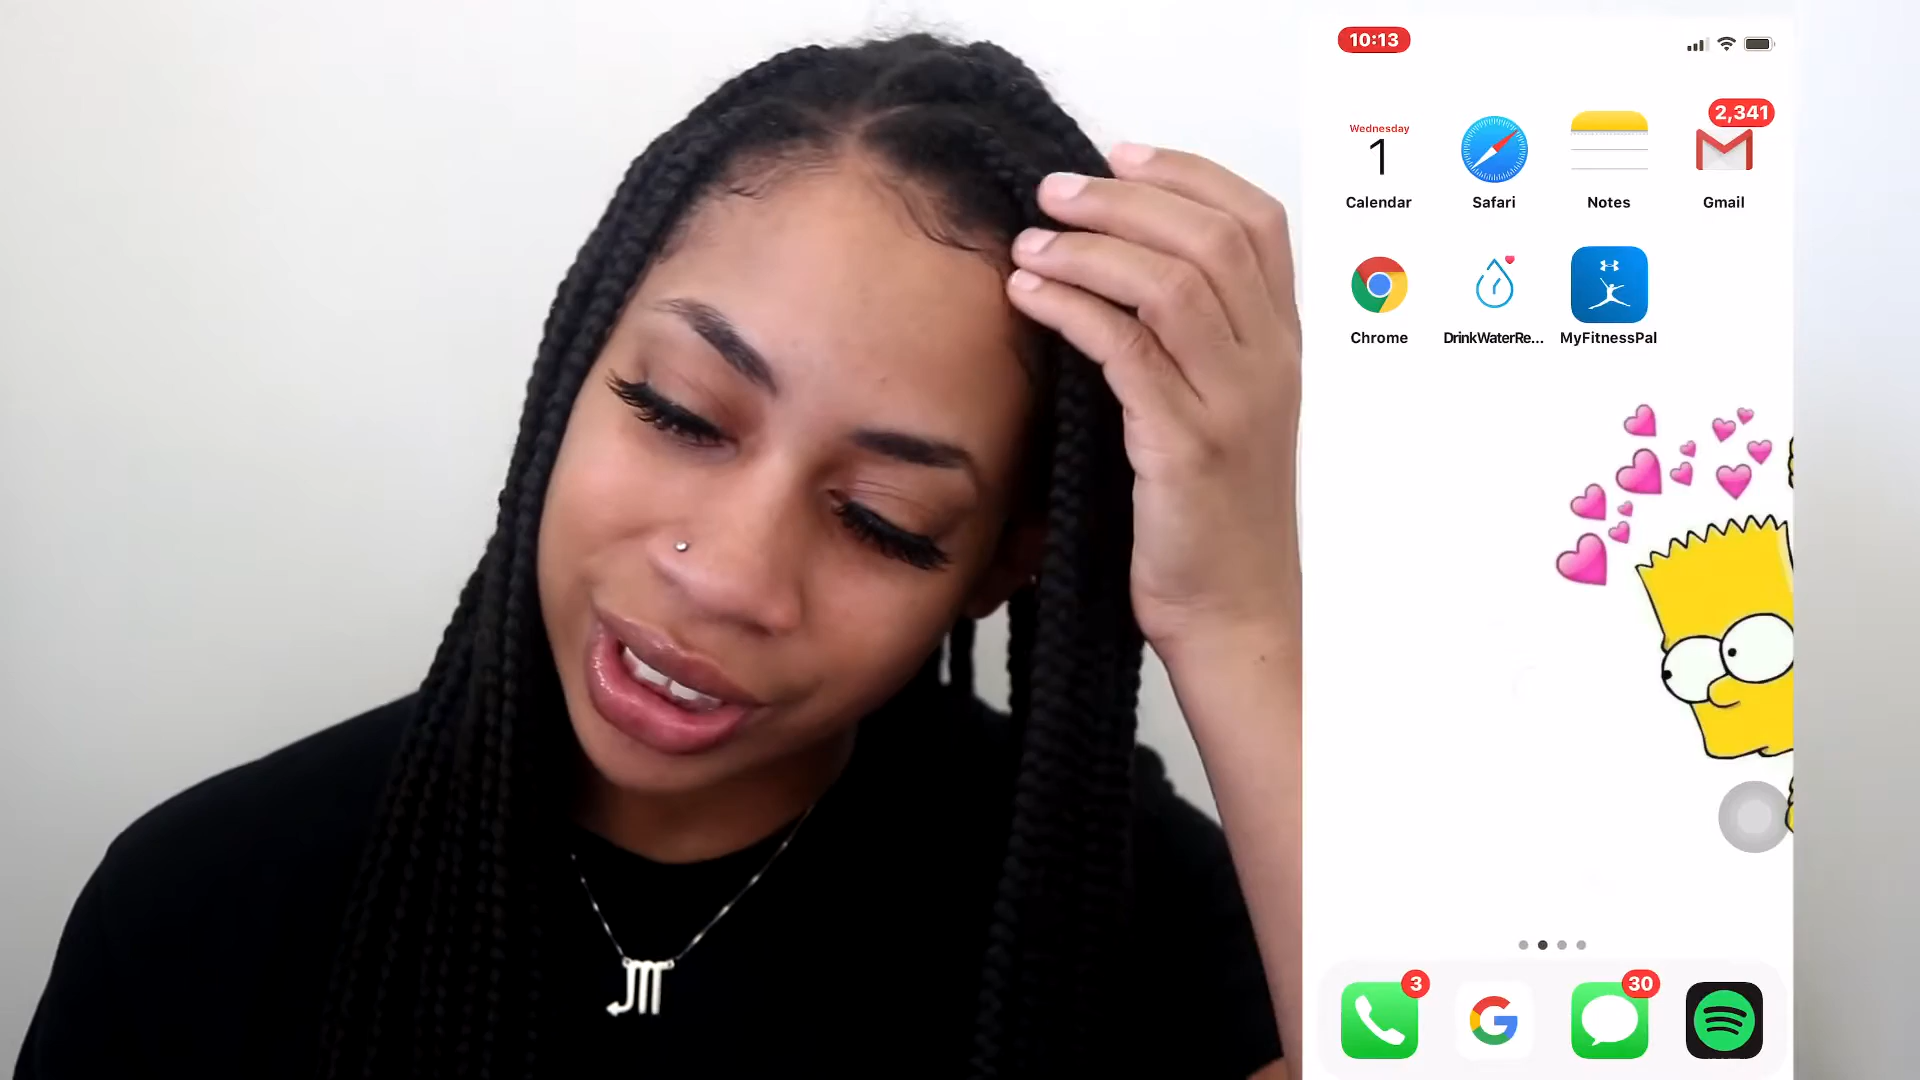 10:13
2,341
Wednesday
1
Calendar
Safari
Notes
Gmail
Chrome
DrinkWaterRe...
MyFitnessPal
3
30